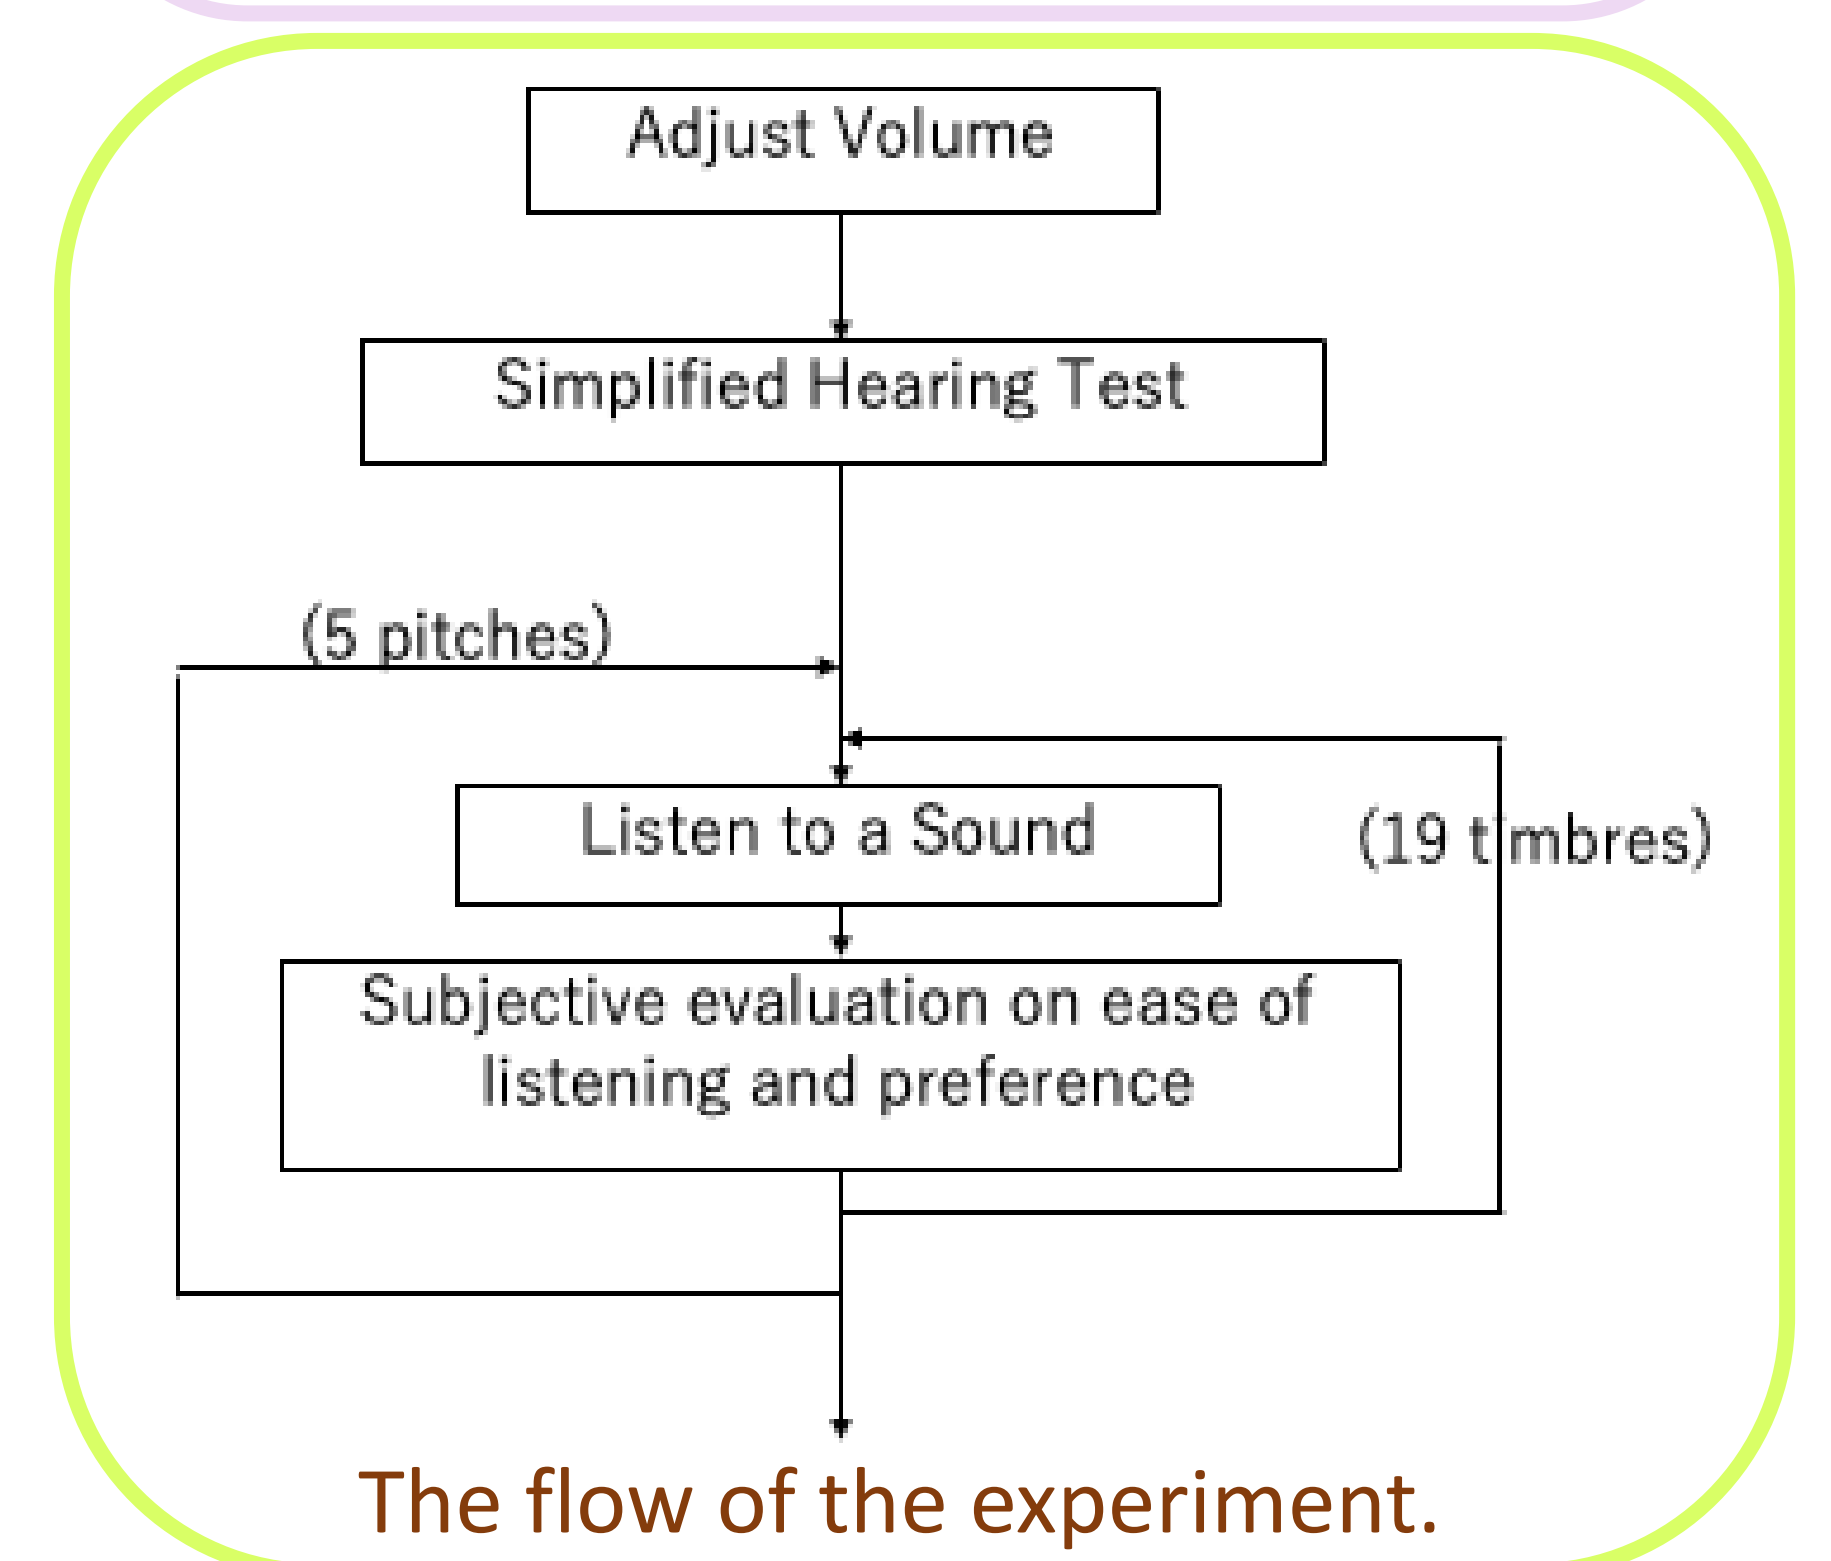 Adjust Volume
Simplified Hearing Test
(5 pitches)
Listen to a Sound
(19 timbres)
Subjective evaluation on ease of
listening and preference
The flow of the experiment.